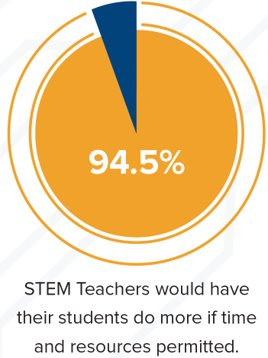 94.5%
STEM Teachers would have
their students do more if time
and resources permitted.